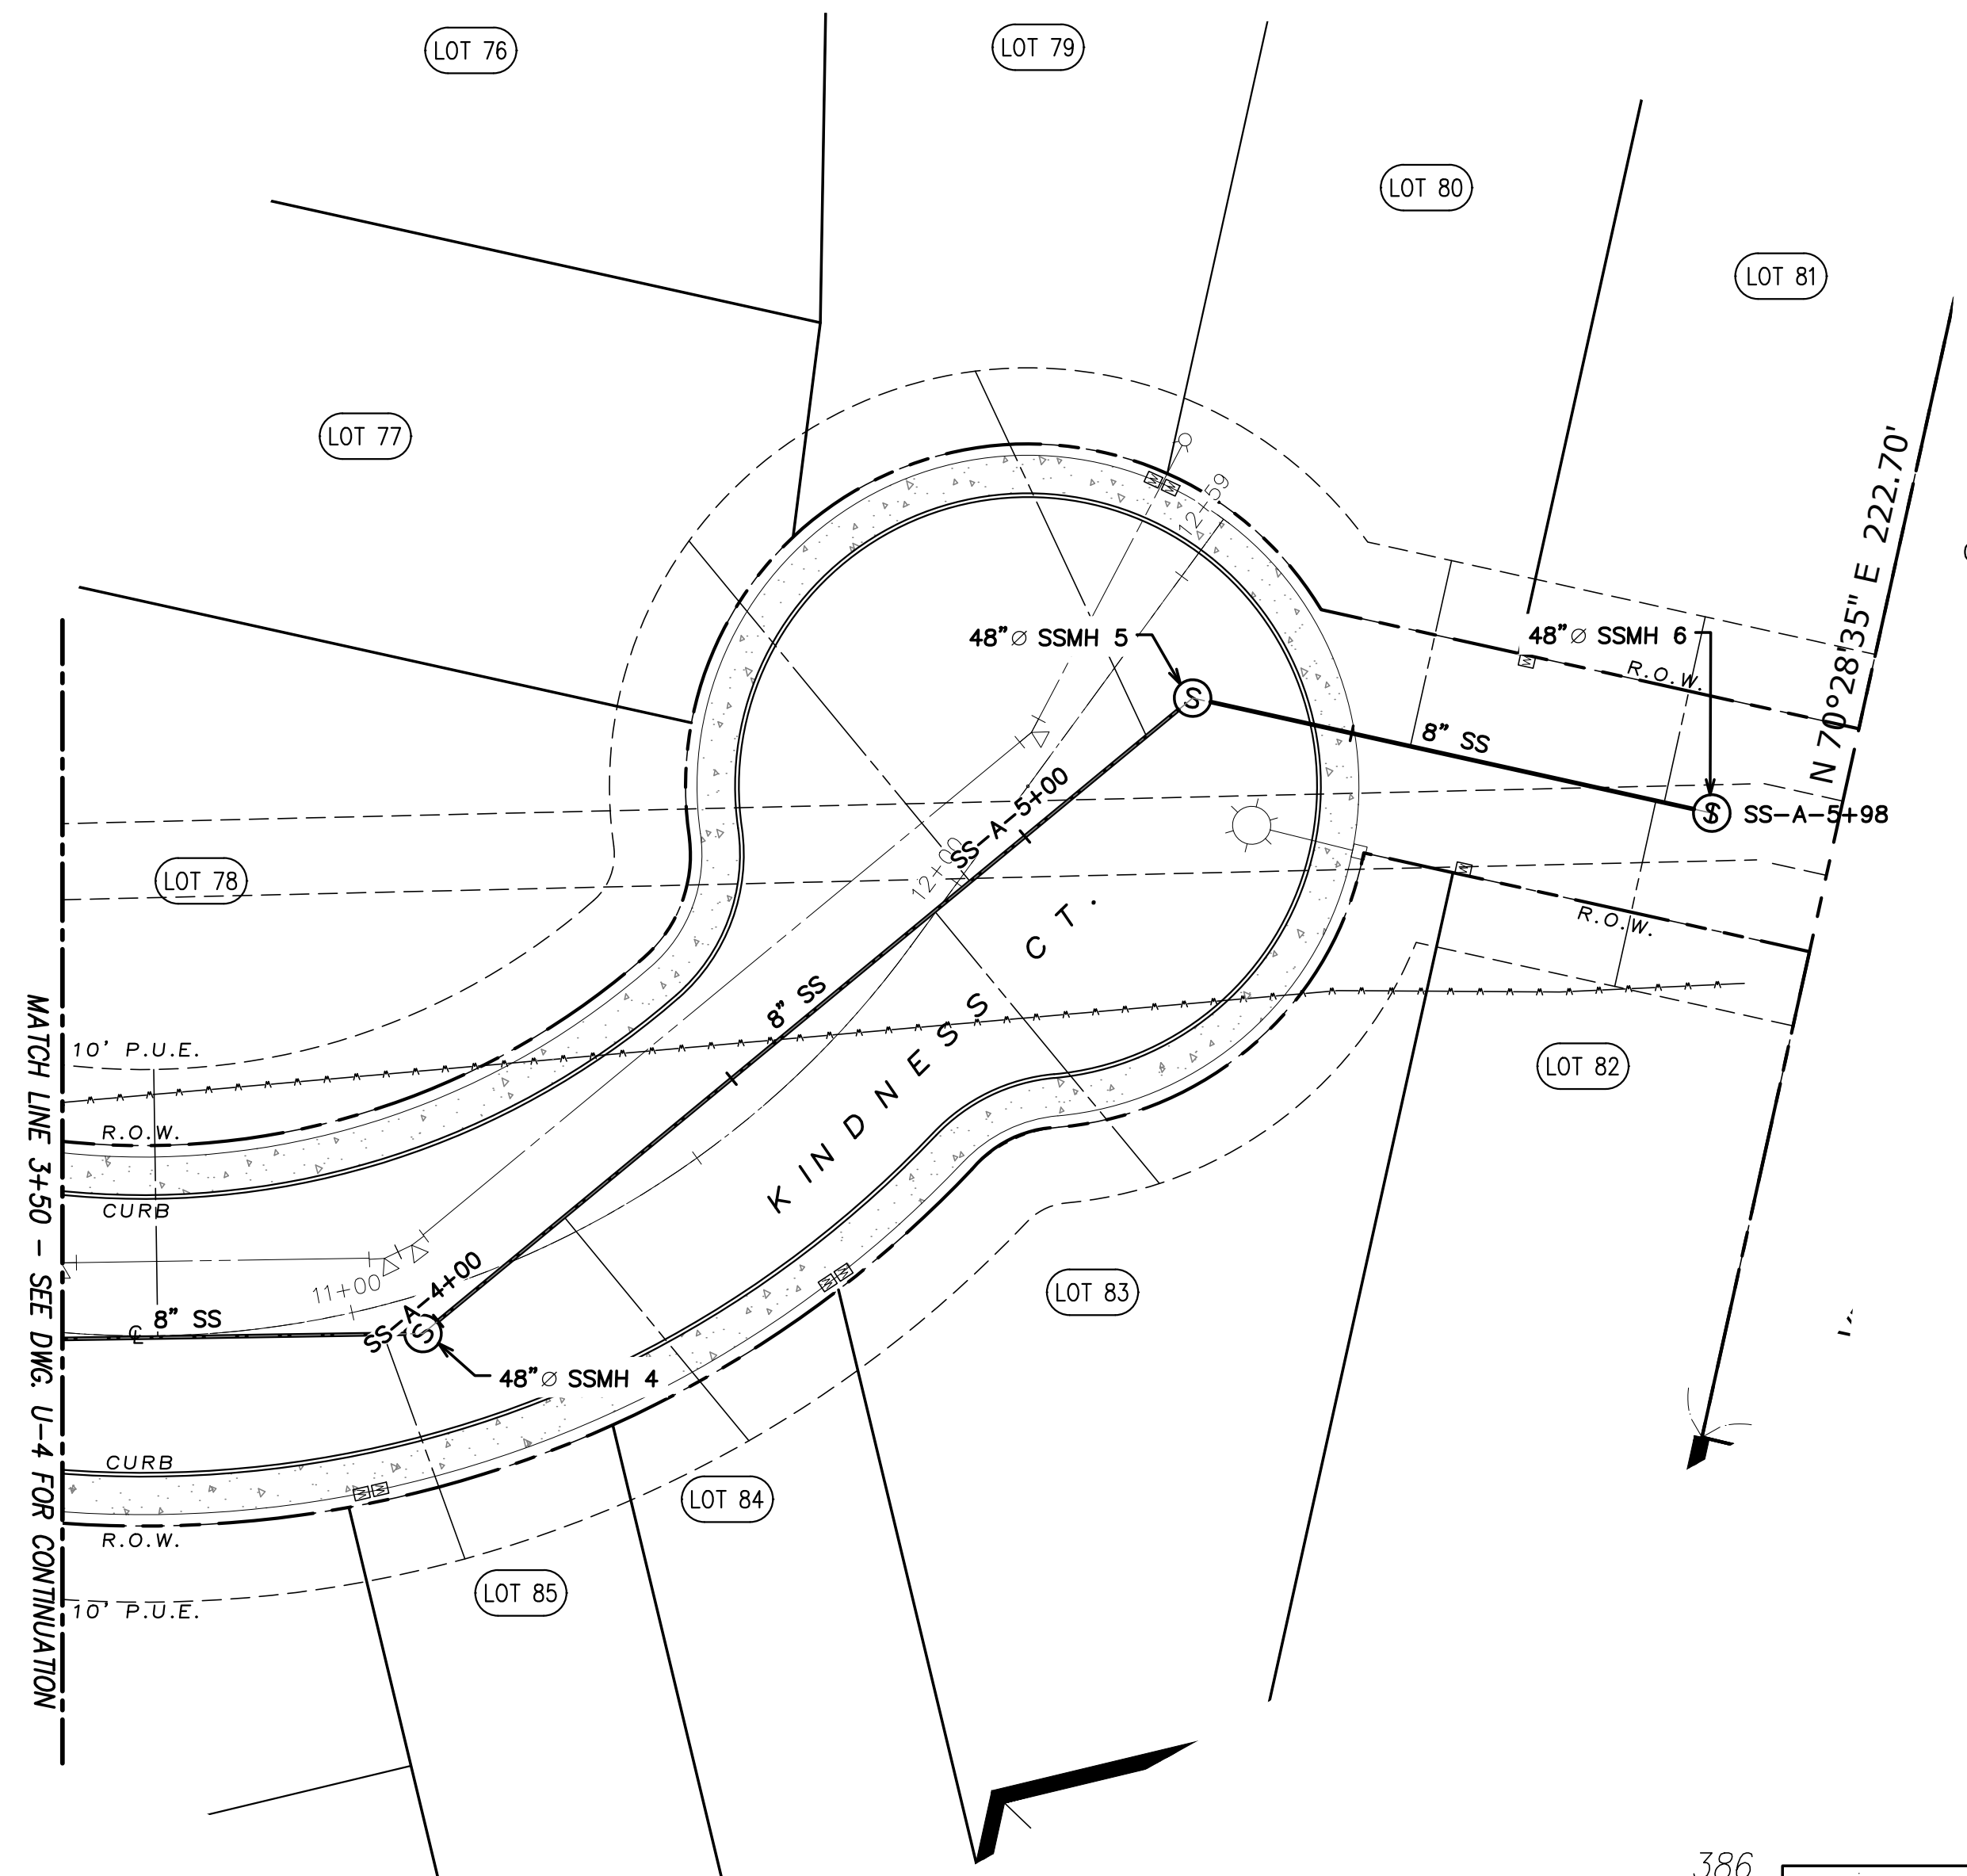 LOT 76
LOT 79
LOT 80
LOT 81
LOT 77
N 70°28'35" E 222.70'
12+59
48"∅ SSMH 5
48"∅ SSMH 6
R.O.W.
8" SS
SS-A-5+98
SS-A-5+00
12+00
LOT 78
R.O.W.
8" SS
KINDNESS CT.
MATCH LINE 3+50 - SEE DWG. U-4 FOR CONTINUATION
10' P.U.E.
R.O.W.
CURB
LOT 82
11+00
SS-A-4+00
8" SS
℄
48"∅ SSMH 4
LOT 83
CURB
R.O.W.
10' P.U.E.
LOT 84
LOT 85
386